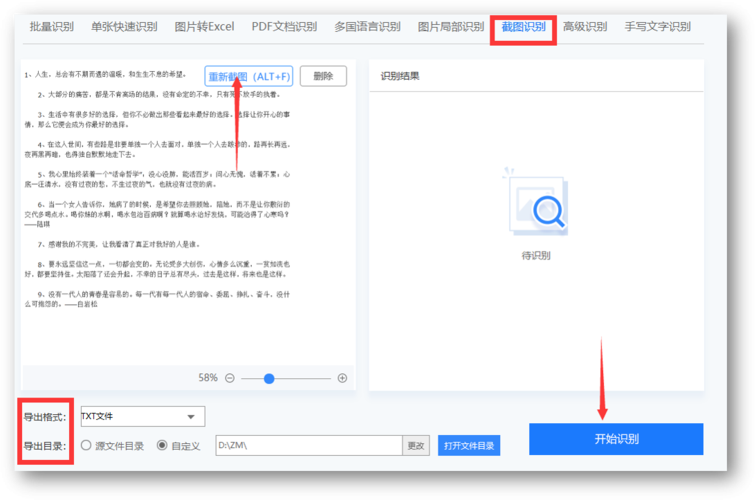 批量识别 单张快速识别 图片转Excel PDF文档识别 多国语言识别 图片局部识别 截图识别 高级识别 手写文字识别
重新截图（ALT+F) 删除
1、人生，总会有不期而遇的温暖，和生生不息的希望。
2、大部分的痛苦，都是不肯离场的结果，没有命定的不幸，只有死不放手的执着。
3、生活中有很多好的选择，但你不必做出那些看起来最好的选择。选择让你开心的事
情，那么它便会成为你最好的选择。
4、在这人世间，有些路是非要单独一个人去面对，单独一个人去跋涉的，路再长再远，
夜再黑再暗，也得独自默默地走下去。
5、我心里始终装着一个"活命哲学"，没心没肺，能活百岁；问心无愧，活着不累；心
底一汪清水，没有过夜的愁，不生过夜的气，也就没有过夜的病。
6、当一个女人告诉你，她病了的时候，是希望你去照顾她、陪她，而不是让你敷衍的
交代多喝点水。喝你妹的水啊，喝水包治百病啊？就算喝水治好发烧，可能治得了心寒吗？
——陆琪
7、感谢我的不完美，让我看清了真正对我好的人是谁。
8、要永远坚信这一点，一切都会变的。无论受多大创伤，心情多么沉重，一贫如洗也
好，都要坚持住。太阳落了还会升起，不幸的日子总有尽头，过去是这样，将来也是这样。
9、没有一代人的青春是容易的。每一代有每一代人的宿命、委屈、挣扎、奋斗，没什
么可抱怨的。——白岩松
58%
识别结果
待识别
导出格式： TXT文件
导出目录： 源文件目录 自定义 D:\ZM\ 更改 打开文件目录
开始识别